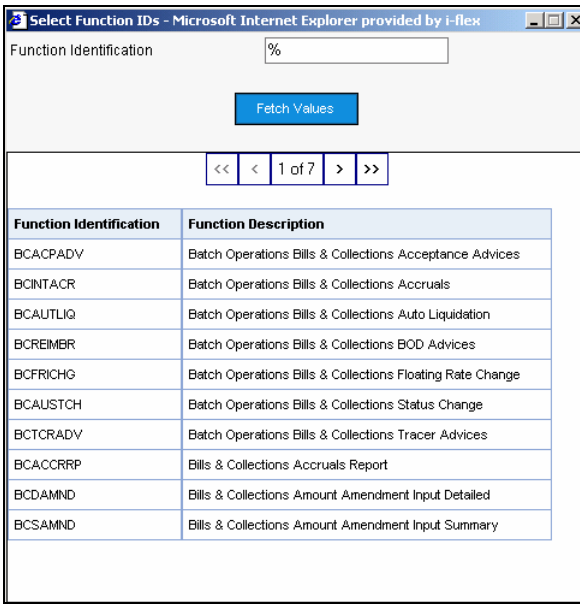 Select Function IDs - Microsoft Internet Explorer provided by i-flex
Function Identification %
Fetch Values
<< < 1 of 7 > >>
Function Identification Function Description
BCACPADV Batch Operations Bills & Collections Acceptance Advices
BCINTACR Batch Operations Bills & Collections Accruals
BCAUTLIQ Batch Operations Bills & Collections Auto Liquidation
BCREIMBR Batch Operations Bills & Collections BOD Advices
BCFRICHG Batch Operations Bills & Collections Floating Rate Change
BCAUSTCH Batch Operations Bills & Collections Status Change
BCTCRADV Batch Operations Bills & Collections Tracer Advices
BCACCRRP Bills & Collections Accruals Report
BCDAMND Bills & Collections Amount Amendment Input Detailed
BCSAMND Bills & Collections Amount Amendment Input Summary